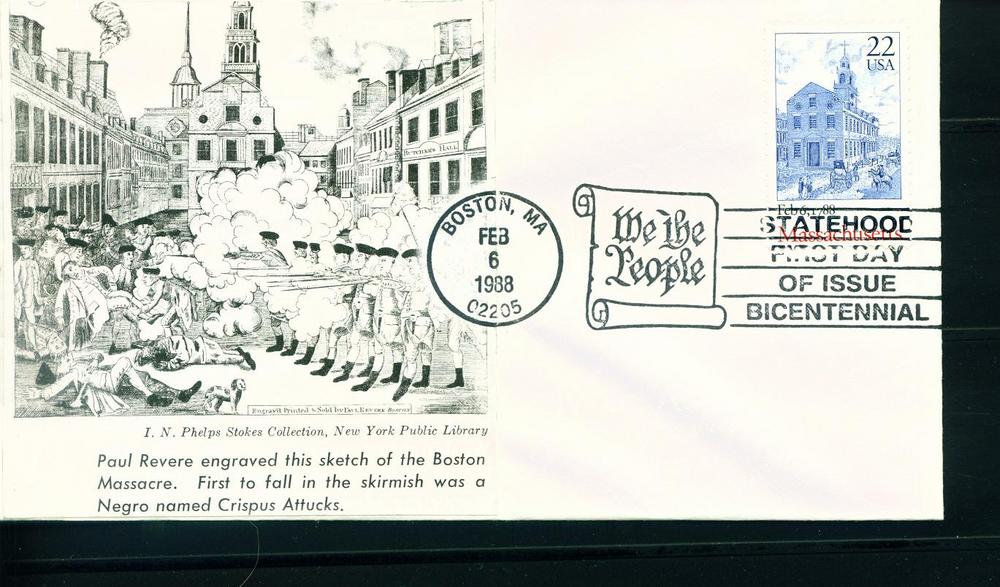 BUTCHER'S HALL
Engrav'd Printed & Sold by PAUL REVERE BOSTON
I. N. Phelps Stokes Collection, New York Public Library
Paul Revere engraved this sketch of the Boston
Massacre. First to fall in the skirmish was a
Negro named Crispus Attucks.
BOSTON, MA
FEB
6
1988
02205
We the
People
22
USA
Feb 6, 1788
Massachusetts
STATEHOOD
FIRST DAY
OF ISSUE
BICENTENNIAL